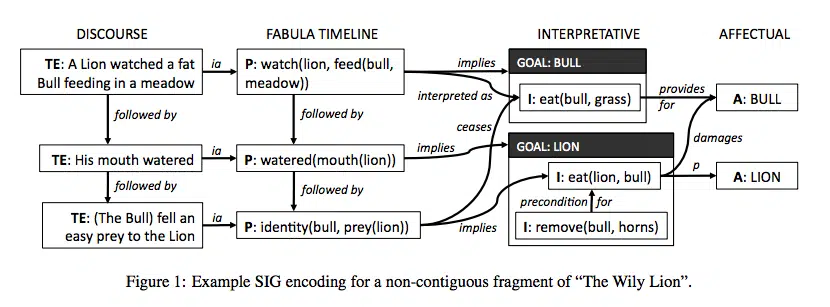 DISCOURSE
FABULA TIMELINE
INTERPRETATIVE
AFFECTUAL
TE: A Lion watched a fat
Bull feeding in a meadow
ia
P: watch(lion, feed(bull,
meadow))
implies
GOAL: BULL
interpreted as
I: eat(bull, grass)
provides
for
A: BULL
followed by
followed by
ceases
damages
TE: His mouth watered
ia
P: watered(mouth(lion))
implies
GOAL: LION
I: eat(lion, bull)
p
A: LION
followed by
followed by
precondition for
TE: (The Bull) fell an
easy prey to the Lion
ia
P: identity(bull, prey(lion))
implies
I: remove(bull, horns)
Figure 1: Example SIG encoding for a non-contiguous fragment of “The Wily Lion”.